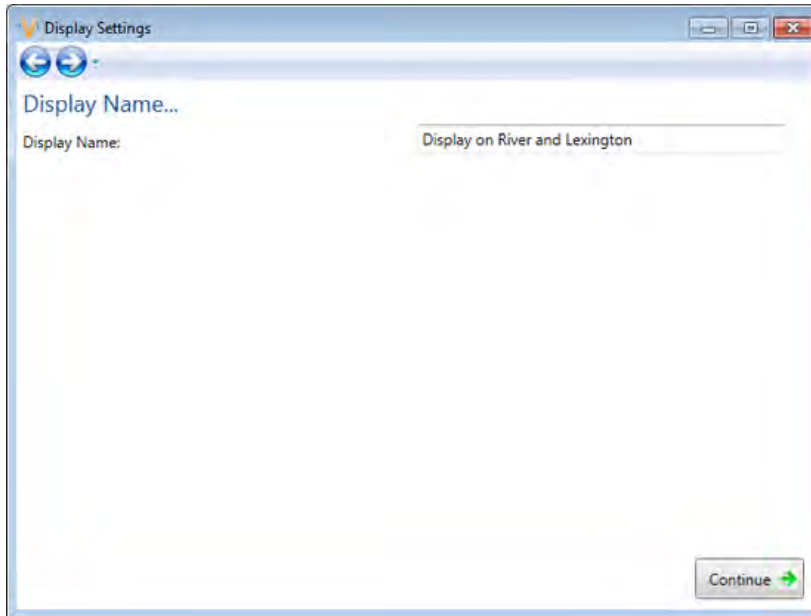 Display Settings
Display Name...
Display Name: Display on River and Lexington
Continue